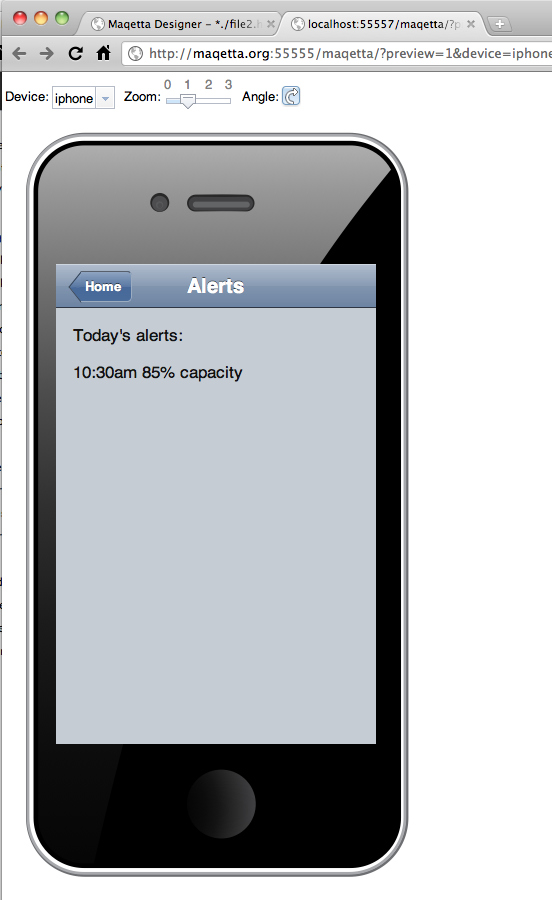 Maqetta Designer – *./file2.h
localhost:55557/maqetta/?p
http://maqetta.org:55555/maqetta/?preview=1&device=iphone
Device: iphone Zoom: 0 1 2 3 Angle:
Home Alerts
Today's alerts:
10:30am 85% capacity